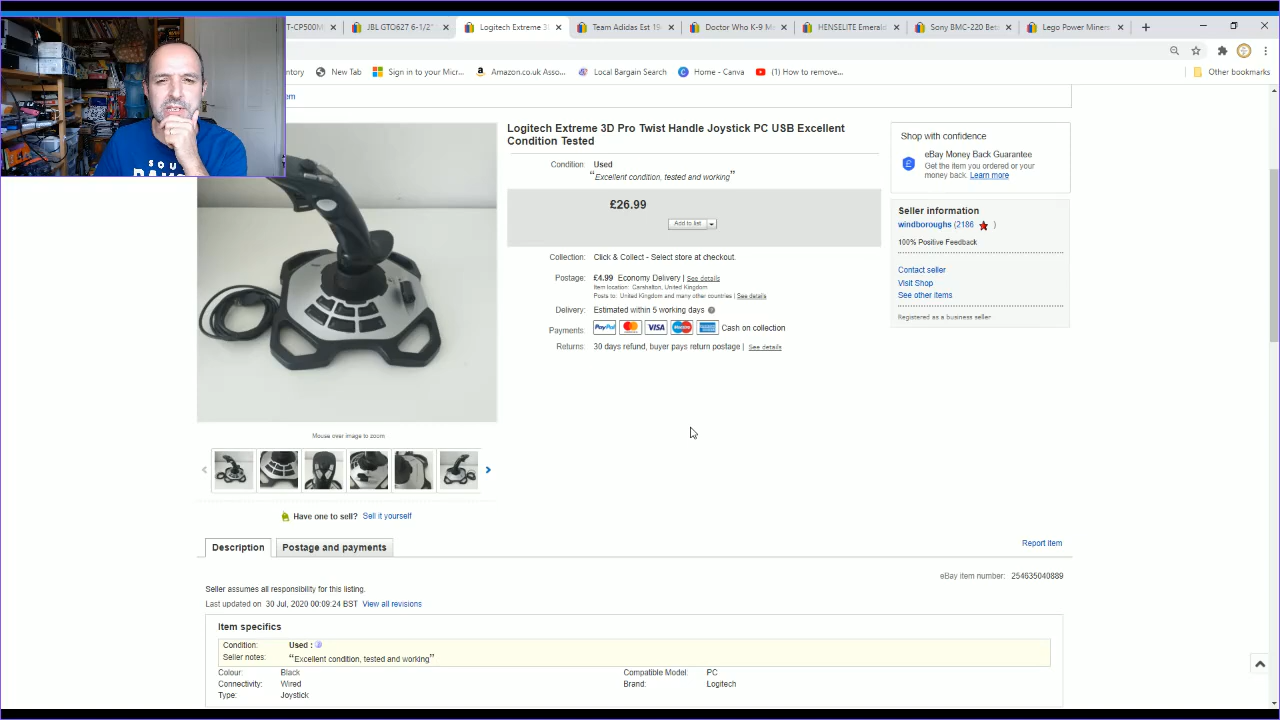 T-CP500M
JBL GTO627 6-1/2"
Logitech Extreme 3D
Team Adidas Est 19
Doctor Who K-9 M
HENSELITE Emerald
Sony BMC-220 Bet
Lego Power Miners
ntory
New Tab
Sign in to your Micr...
Amazon.co.uk Asso...
Local Bargain Search
Home - Canva
(1) How to remove...
Other bookmarks
om
SOU
Logitech Extreme 3D Pro Twist Handle Joystick PC USB Excellent
Condition Tested
Condition: Used
"Excellent condition, tested and working"
£26.99
Add to list
Collection: Click & Collect - Select store at checkout.
Postage: £4.99 Economy Delivery | See details
Item location: Carshalton, United Kingdom
Posts to: United Kingdom and many other countries | See details
Delivery: Estimated within 5 working days
Payments: PayPal VISA Cash on collection
Returns: 30 days refund, buyer pays return postage | See details
Shop with confidence
eBay Money Back Guarantee
Get the item you ordered or your
money back. Learn more
Seller information
windboroughs (2186 )
100% Positive Feedback
Contact seller
Visit Shop
See other items
Registered as a business seller
Mouse over image to zoom
Have one to sell? Sell it yourself
Description
Postage and payments
Report item
eBay item number: 254635040889
Seller assumes all responsibility for this listing.
Last updated on 30 Jul, 2020 00:09:24 BST View all revisions
Item specifics
Condition: Used :
Seller notes: "Excellent condition, tested and working"
Colour: Black
Compatible Model: PC
Connectivity: Wired
Brand: Logitech
Type: Joystick